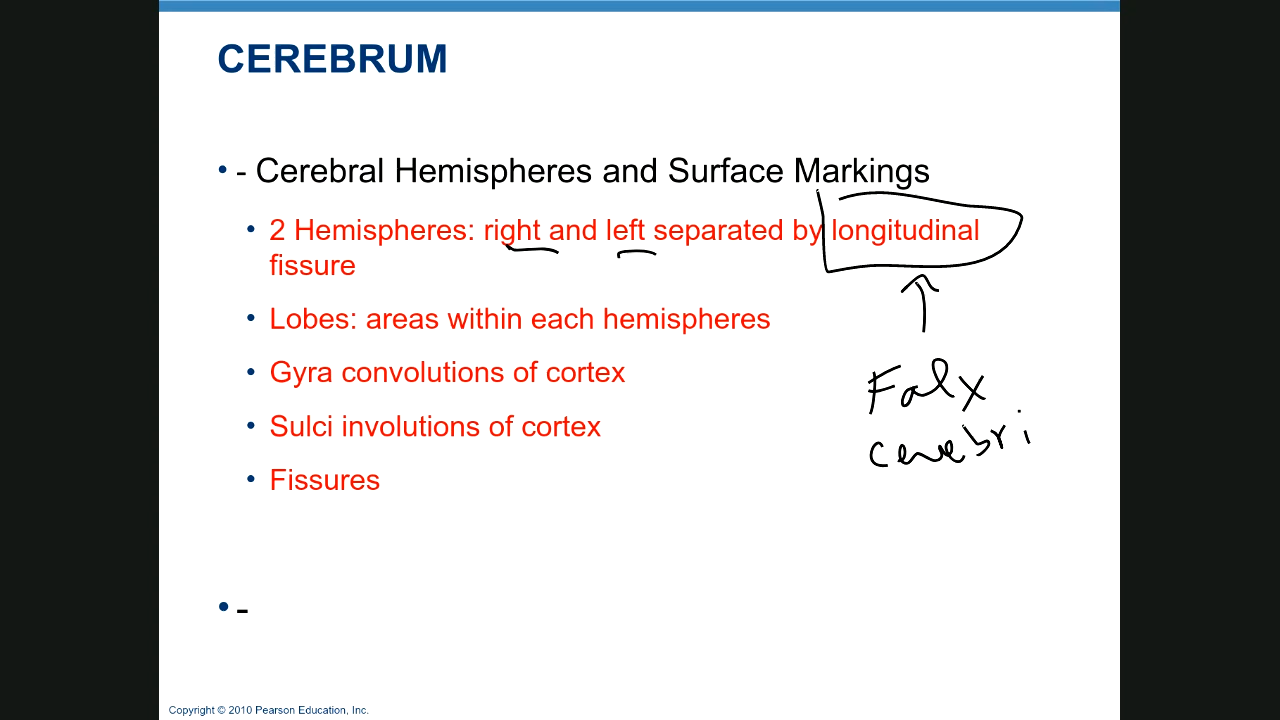 CEREBRUM
• - Cerebral Hemispheres and Surface Markings
• 2 Hemispheres: right and left separated by longitudinal
fissure
• Lobes: areas within each hemispheres
• Gyra convolutions of cortex
• Sulci involutions of cortex
• Fissures
Falx
cerebri
• -
Copyright © 2010 Pearson Education, Inc.